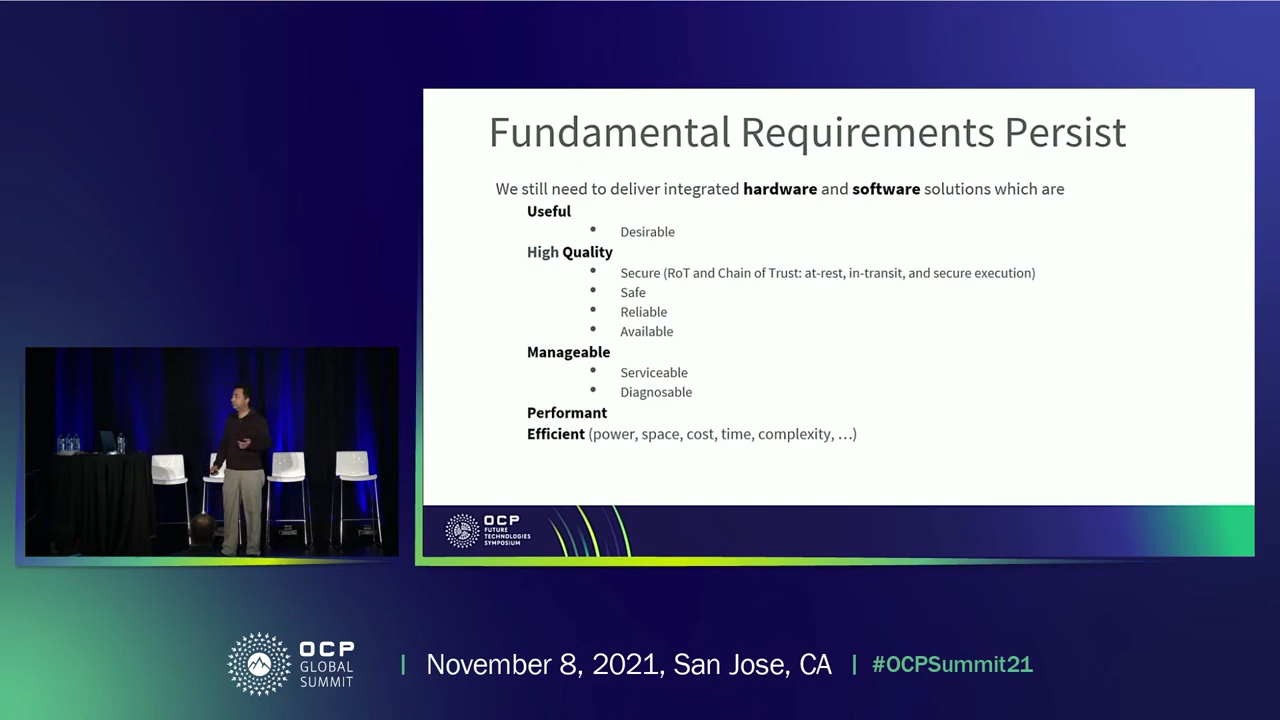 Fundamental Requirements Persist
We still need to deliver integrated hardware and software solutions which are
Useful
• Desirable
High Quality
• Secure (RoT and Chain of Trust: at-rest, in-transit, and secure execution)
• Safe
• Reliable
• Available
Manageable
• Serviceable
• Diagnosable
Performant
Efficient (power, space, cost, time, complexity, …)
OCP
FUTURE
TECHNOLOGIES
SYMPOSIUM
OCP
GLOBAL
SUMMIT
| November 8, 2021, San Jose, CA | #OCPSummit21